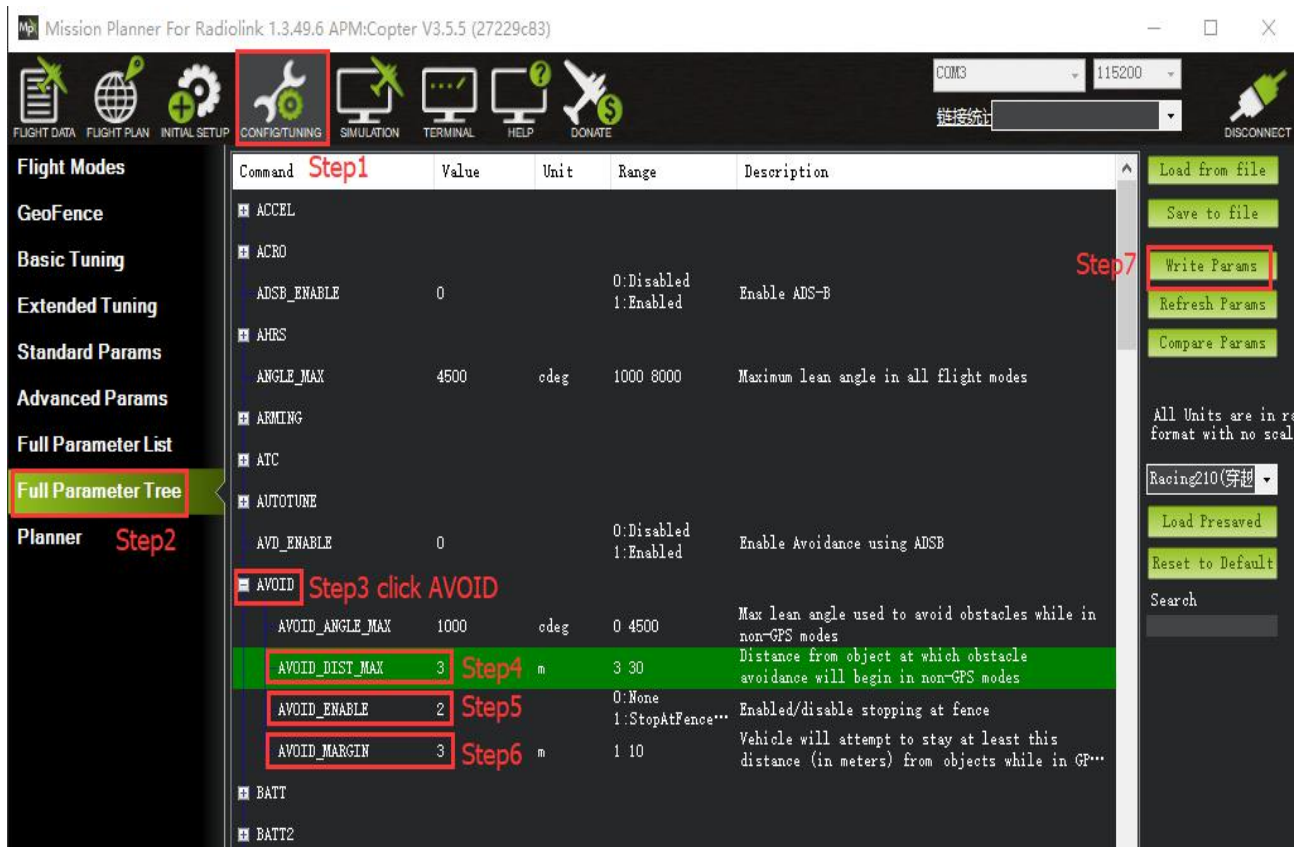 Mission Planner For Radiolink 1.3.49.6 APM:Copter V3.5.5 (27229c83)
FLIGHT DATA FLIGHT PLAN INITIAL SETUP CONFIG/TUNING SIMULATION TERMINAL HELP DONATE
COM3 115200
链接统计
DISCONNECT
Flight Modes
GeoFence
Basic Tuning
Extended Tuning
Standard Params
Advanced Params
Full Parameter List
Full Parameter Tree
Planner Step2
Command Step1 Value Unit Range Description
ACCEL
ACRO
ADSB_ENABLE 0 0:Disabled
1:Enabled Enable ADS-B
AHRS
ANGLE_MAX 4500 cdeg 1000 8000 Maximum lean angle in all flight modes
ARMING
ATC
AUTOTUNE
AVD_ENABLE 0 0:Disabled
1:Enabled Enable Avoidance using ADSB
AVOID Step3 click AVOID
AVOID_ANGLE_MAX 1000 cdeg 0 4500 Max lean angle used to avoid obstacles while in
non-GPS modes
AVOID_DIST_MAX 3 Step4 m 3 30 Distance from object at which obstacle
avoidance will begin in non-GPS modes
AVOID_ENABLE 2 Step5 0:None
1:StopAtFence… Enabled/disable stopping at fence
AVOID_MARGIN 3 Step6 m 1 10 Vehicle will attempt to stay at least this
distance (in meters) from objects while in GP…
BATT
BATT2
Load from file
Save to file
Step7 Write Params
Refresh Params
Compare Params
All Units are in ra
format with no scal
Racing210(穿越
Load Presaved
Reset to Default
Search